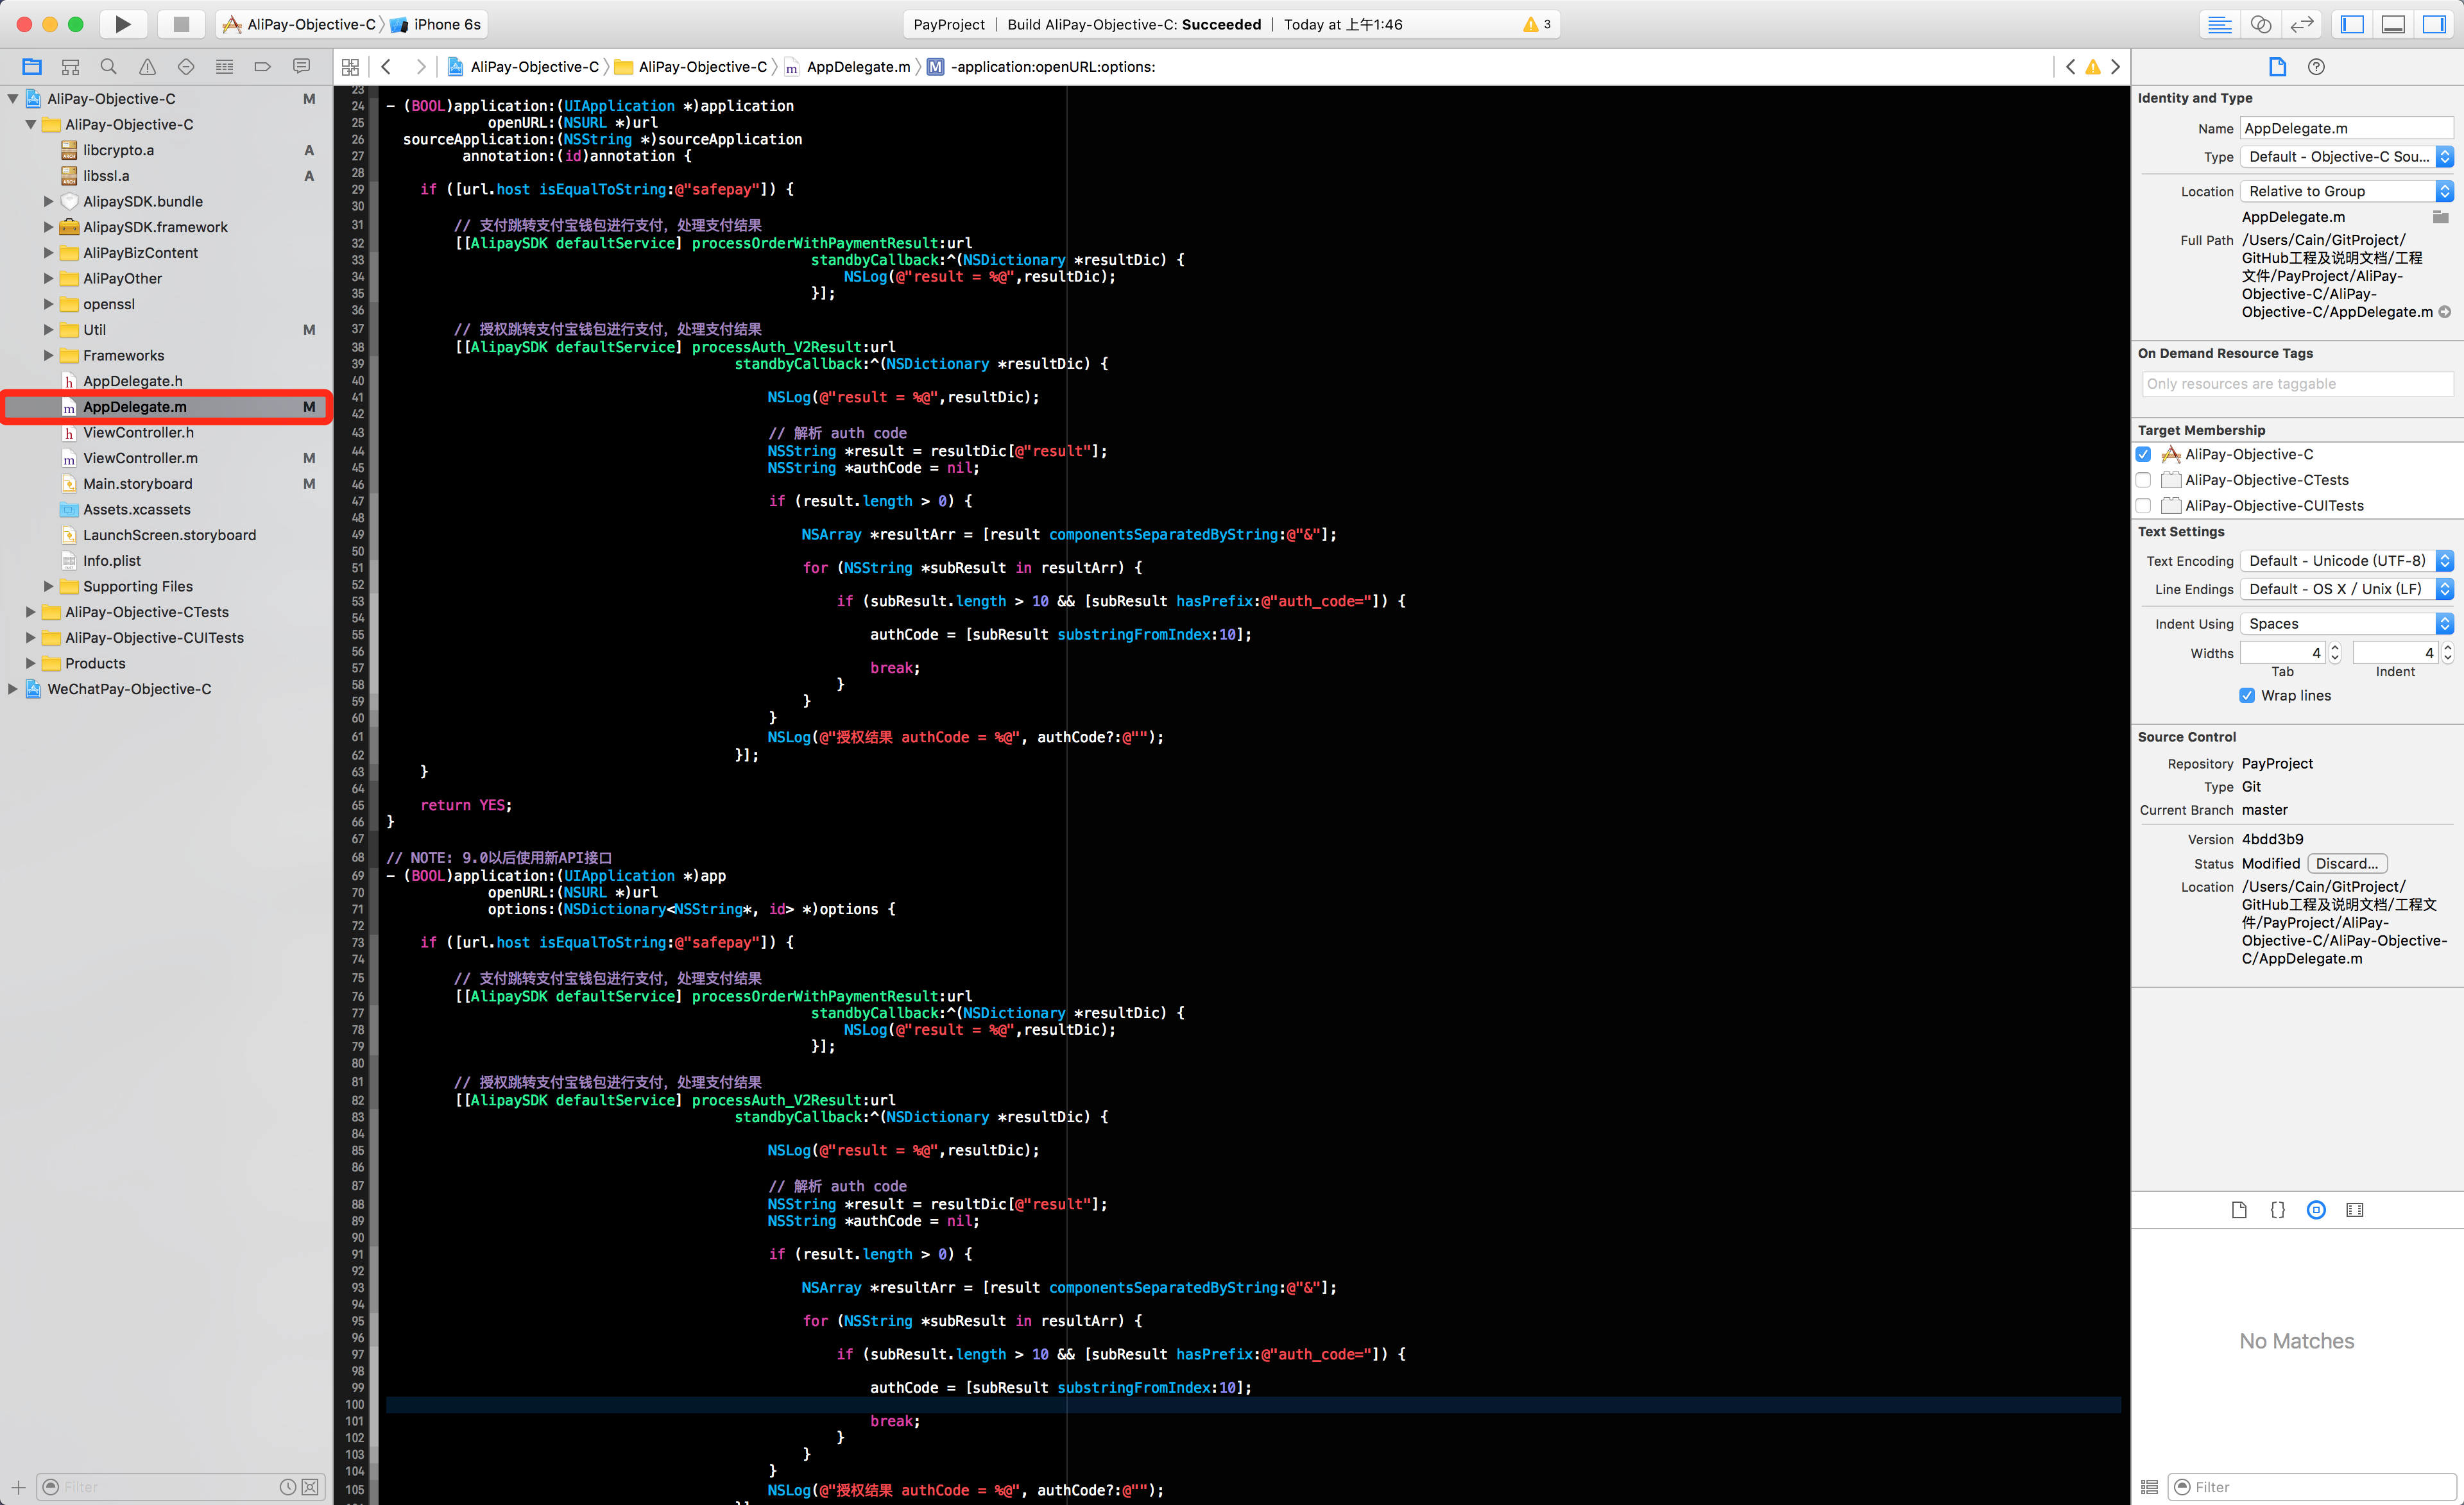 AliPay-Objective-C
iPhone 6s
PayProject | Build AliPay-Objective-C: Succeeded | Today at 上午1:46
3
AliPay-Objective-C M
AliPay-Objective-C
libcrypto.a A
libssl.a A
AlipaySDK.bundle
AlipaySDK.framework
AliPayBizContent
AliPayOther
openssl
Util M
Frameworks
AppDelegate.h
AppDelegate.m M
ViewController.h
ViewController.m M
Main.storyboard M
Assets.xcassets
LaunchScreen.storyboard
Info.plist
Supporting Files
AliPay-Objective-CTests
AliPay-Objective-CUITests
Products
WeChatPay-Objective-C
Filter
AliPay-Objective-C AliPay-Objective-C AppDelegate.m M -application:openURL:options:
23
24 - (BOOL)application:(UIApplication *)application
25 openURL:(NSURL *)url
26 sourceApplication:(NSString *)sourceApplication
27 annotation:(id)annotation {
28
29 if ([url.host isEqualToString:@"safepay"]) {
30
31 // 支付跳转支付宝钱包进行支付，处理支付结果
32 [[AlipaySDK defaultService] processOrderWithPaymentResult:url
33 standbyCallback:^(NSDictionary *resultDic) {
34 NSLog(@"result = %@",resultDic);
35 }];
36
37 // 授权跳转支付宝钱包进行支付，处理支付结果
38 [[AlipaySDK defaultService] processAuth_V2Result:url
39 standbyCallback:^(NSDictionary *resultDic) {
40
41 NSLog(@"result = %@",resultDic);
42
43 // 解析 auth code
44 NSString *result = resultDic[@"result"];
45 NSString *authCode = nil;
46
47 if (result.length > 0) {
48
49 NSArray *resultArr = [result componentsSeparatedByString:@"&"];
50
51 for (NSString *subResult in resultArr) {
52
53 if (subResult.length > 10 && [subResult hasPrefix:@"auth_code="]) {
54
55 authCode = [subResult substringFromIndex:10];
56
57 break;
58 }
59 }
60 }
61 NSLog(@"授权结果 authCode = %@", authCode?:@"");
62 }];
63 }
64
65 return YES;
66 }
67
68 // NOTE: 9.0以后使用新API接口
69 - (BOOL)application:(UIApplication *)app
70 openURL:(NSURL *)url
71 options:(NSDictionary<NSString*, id> *)options {
72
73 if ([url.host isEqualToString:@"safepay"]) {
74
75 // 支付跳转支付宝钱包进行支付，处理支付结果
76 [[AlipaySDK defaultService] processOrderWithPaymentResult:url
77 standbyCallback:^(NSDictionary *resultDic) {
78 NSLog(@"result = %@",resultDic);
79 }];
80
81 // 授权跳转支付宝钱包进行支付，处理支付结果
82 [[AlipaySDK defaultService] processAuth_V2Result:url
83 standbyCallback:^(NSDictionary *resultDic) {
84
85 NSLog(@"result = %@",resultDic);
86
87 // 解析 auth code
88 NSString *result = resultDic[@"result"];
89 NSString *authCode = nil;
90
91 if (result.length > 0) {
92
93 NSArray *resultArr = [result componentsSeparatedByString:@"&"];
94
95 for (NSString *subResult in resultArr) {
96
97 if (subResult.length > 10 && [subResult hasPrefix:@"auth_code="]) {
98
99 authCode = [subResult substringFromIndex:10];
100
101 break;
102 }
103 }
104 }
105 NSLog(@"授权结果 authCode = %@", authCode?:@"");
Identity and Type
Name AppDelegate.m
Type Default - Objective-C Sou...
Location Relative to Group
AppDelegate.m
Full Path /Users/Cain/GitProject/
GitHub工程及说明文档/工程
文件/PayProject/AliPay-
Objective-C/AliPay-
Objective-C/AppDelegate.m
On Demand Resource Tags
Only resources are taggable
Target Membership
AliPay-Objective-C
AliPay-Objective-CTests
AliPay-Objective-CUITests
Text Settings
Text Encoding Default - Unicode (UTF-8)
Line Endings Default - OS X / Unix (LF)
Indent Using Spaces
Widths 4 4
Tab Indent
Wrap lines
Source Control
Repository PayProject
Type Git
Current Branch master
Version 4bdd3b9
Status Modified Discard...
Location /Users/Cain/GitProject/
GitHub工程及说明文档/工程文
件/PayProject/AliPay-
Objective-C/AliPay-Objective-
C/AppDelegate.m
No Matches
Filter